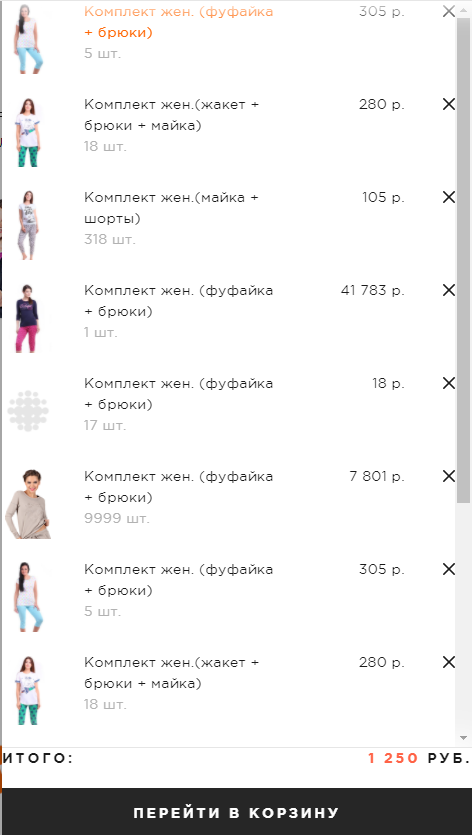 Комплект жен. (фуфайка 305 р.
+ брюки)
5 шт.
Комплект жен.(жакет + 280 р.
брюки + майка)
18 шт.
Комплект жен.(майка + 105 р.
шорты)
318 шт.
Комплект жен. (фуфайка 41 783 р.
+ брюки)
1 шт.
Комплект жен. (фуфайка 18 р.
+ брюки)
17 шт.
Комплект жен. (фуфайка 7 801 р.
+ брюки)
9999 шт.
Комплект жен. (фуфайка 305 р.
+ брюки)
5 шт.
Комплект жен.(жакет + 280 р.
брюки + майка)
18 шт.
ИТОГО: 1 250 РУБ.
ПЕРЕЙТИ В КОРЗИНУ